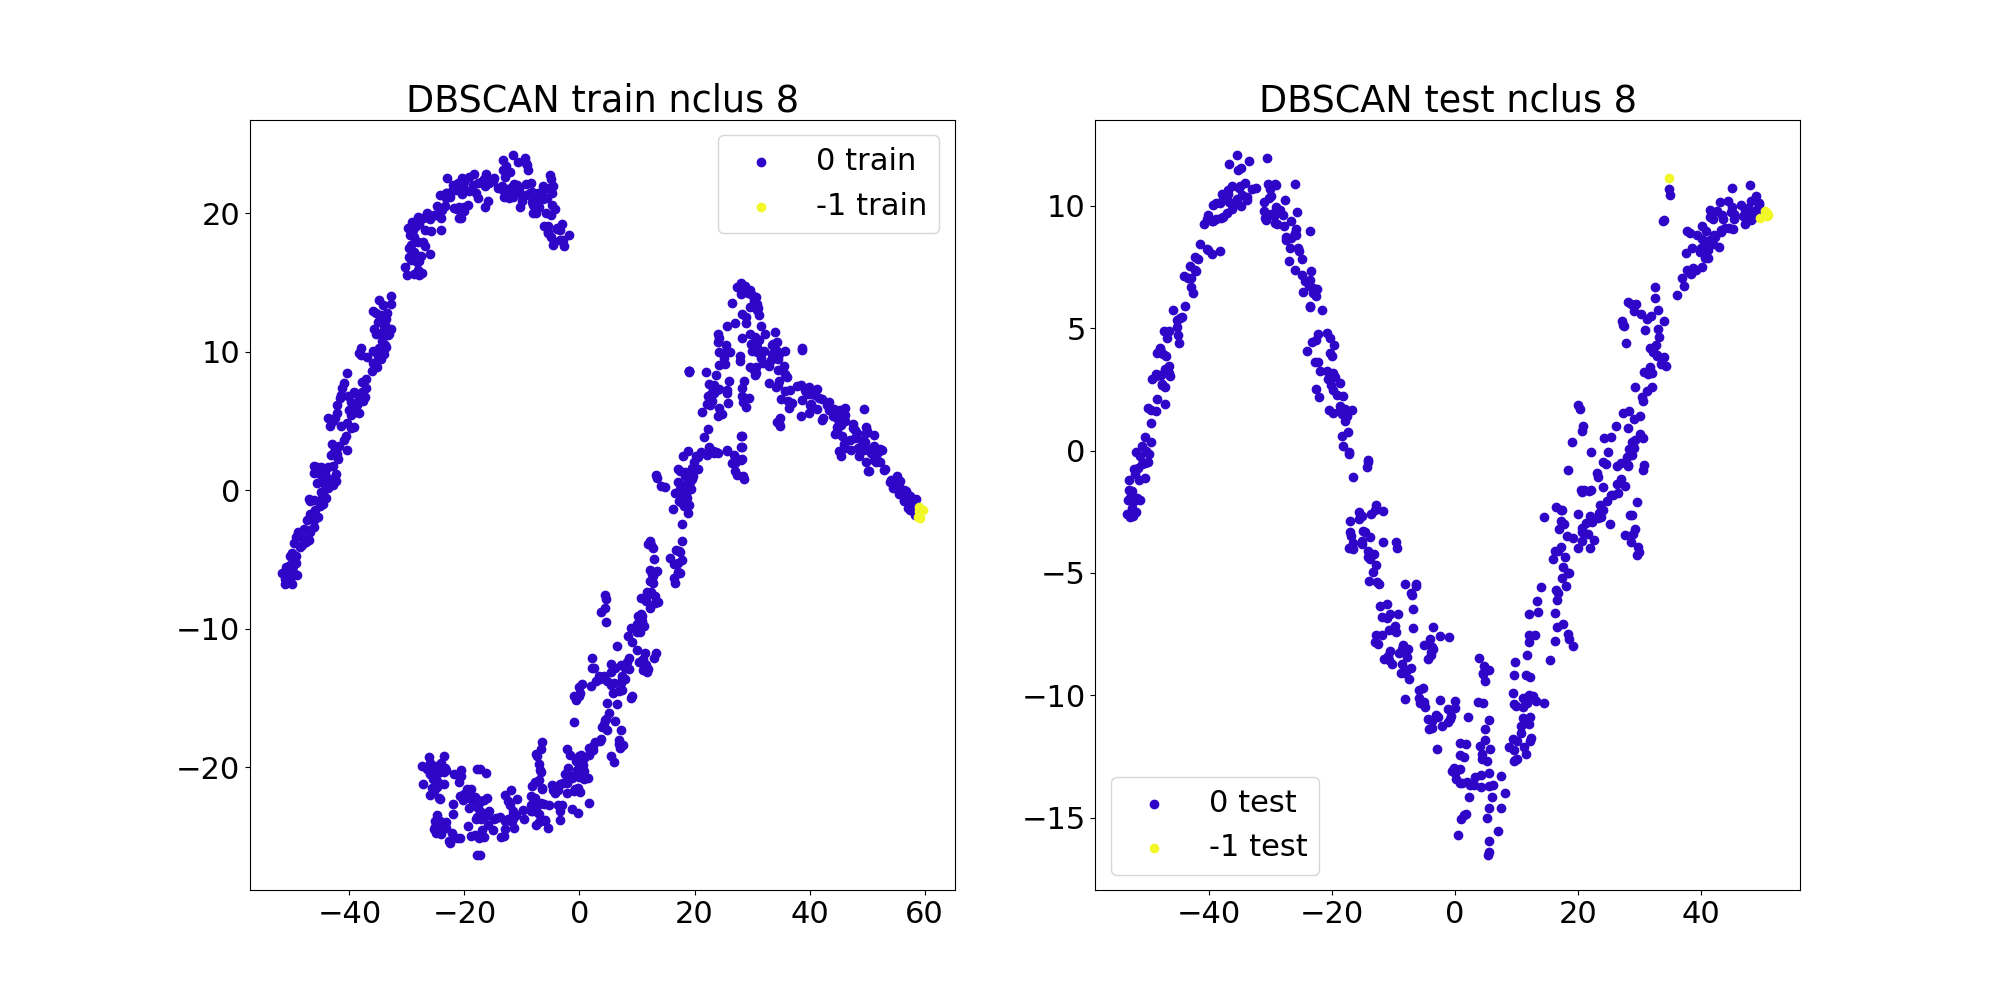 DBSCAN train nclus 8
0 train
-1 train
20
10
0
−10
−20
−40 −20 0 20 40 60
DBSCAN test nclus 8
10
5
0
−5
−10
−15
0 test
-1 test
−40 −20 0 20 40